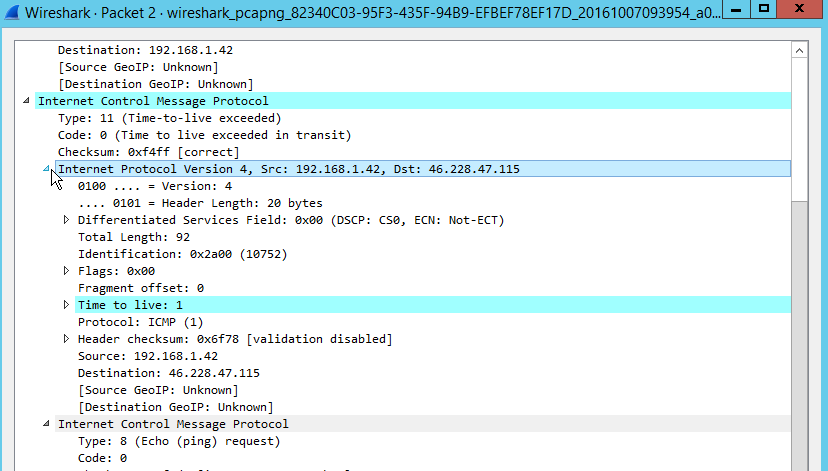 Wireshark · Packet 2 · wireshark_pcapng_82340C03-95F3-435F-94B9-EFBEF78EF17D_20161007093954_a0...
Destination: 192.168.1.42
[Source GeoIP: Unknown]
[Destination GeoIP: Unknown]
Internet Control Message Protocol
Type: 11 (Time-to-live exceeded)
Code: 0 (Time to live exceeded in transit)
Checksum: 0xf4ff [correct]
Internet Protocol Version 4, Src: 192.168.1.42, Dst: 46.228.47.115
0100 .... = Version: 4
.... 0101 = Header Length: 20 bytes
Differentiated Services Field: 0x00 (DSCP: CS0, ECN: Not-ECT)
Total Length: 92
Identification: 0x2a00 (10752)
Flags: 0x00
Fragment offset: 0
Time to live: 1
Protocol: ICMP (1)
Header checksum: 0x6f78 [validation disabled]
Source: 192.168.1.42
Destination: 46.228.47.115
[Source GeoIP: Unknown]
[Destination GeoIP: Unknown]
Internet Control Message Protocol
Type: 8 (Echo (ping) request)
Code: 0